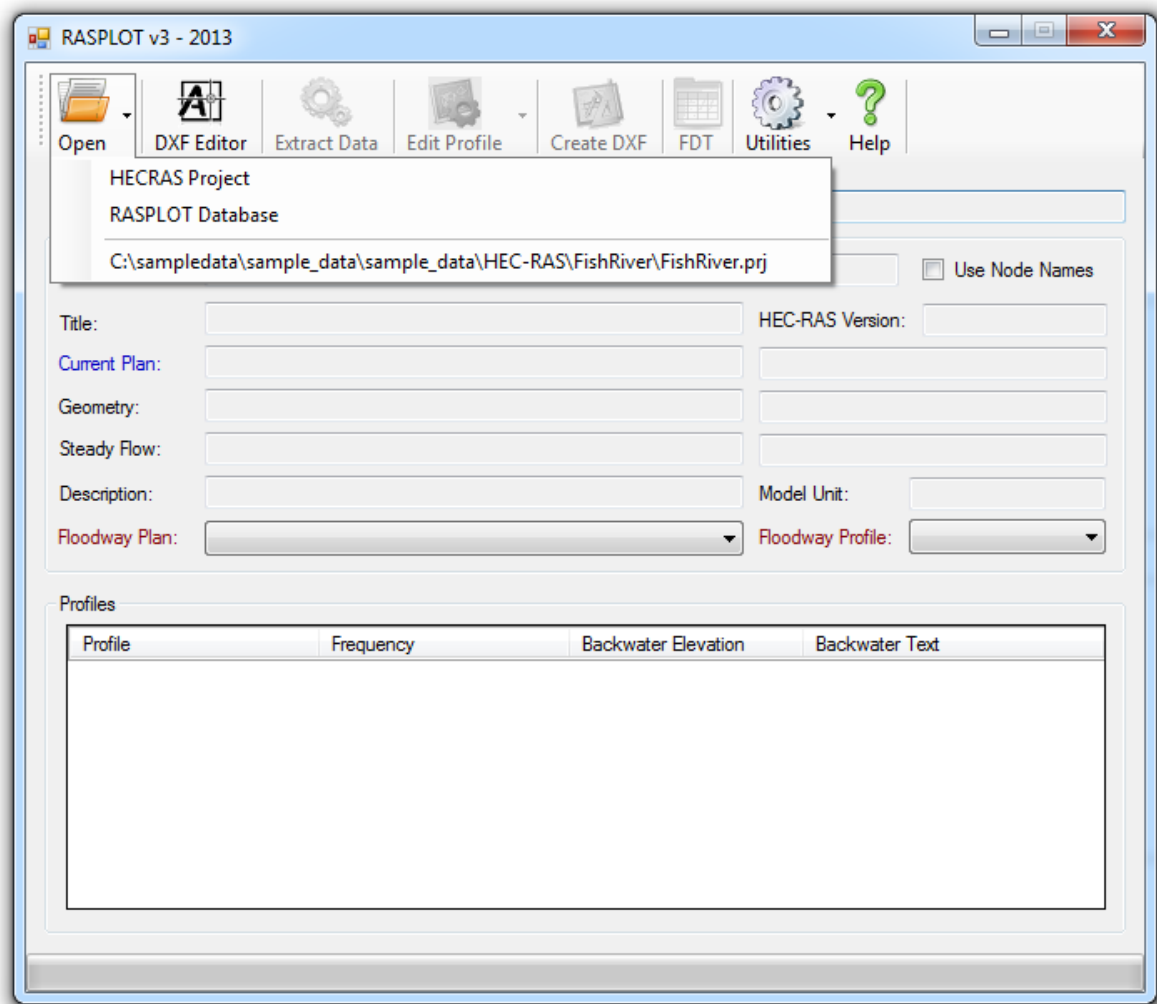 RASPLOT v3 - 2013
Open DXF Editor Extract Data Edit Profile Create DXF FDT Utilities Help
HECRAS Project
RASPLOT Database
C:\sampledata\sample_data\sample_data\HEC-RAS\FishRiver\FishRiver.prj
Use Node Names
Title: HEC-RAS Version:
Current Plan:
Geometry:
Steady Flow:
Description: Model Unit:
Floodway Plan: Floodway Profile:
Profiles
Profile Frequency Backwater Elevation Backwater Text